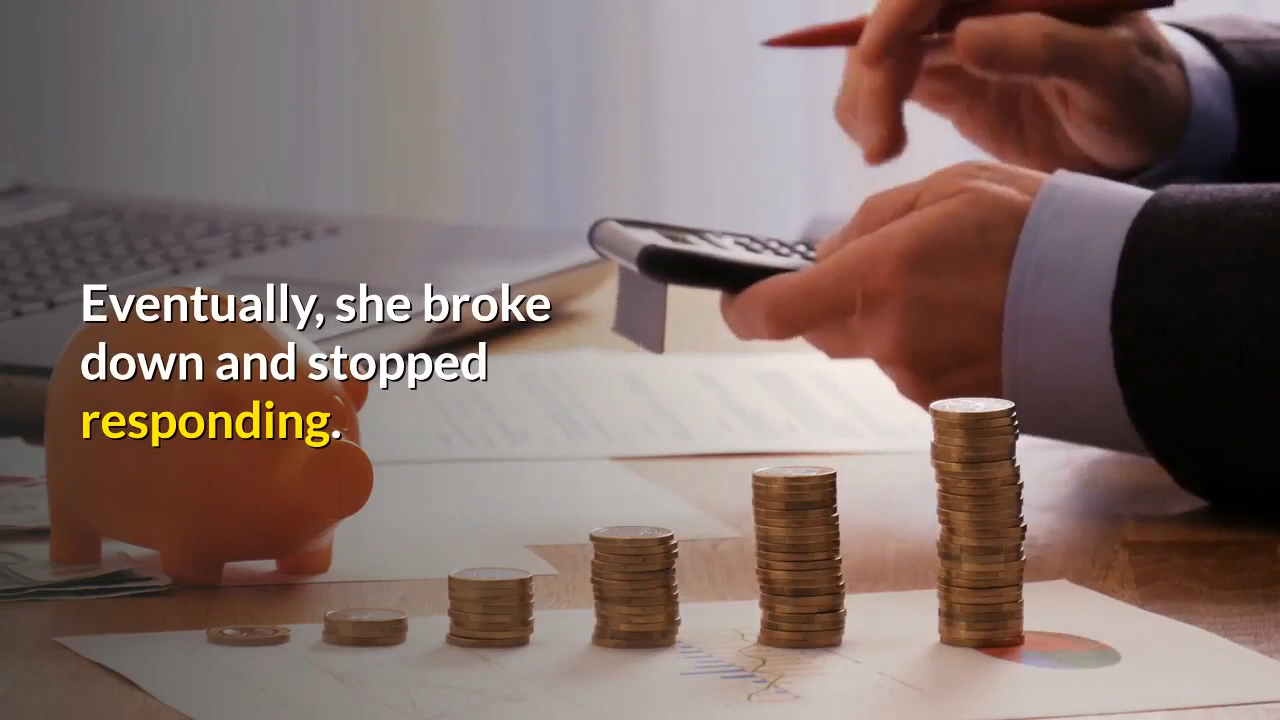 Eventually, she broke
down and stopped
responding.